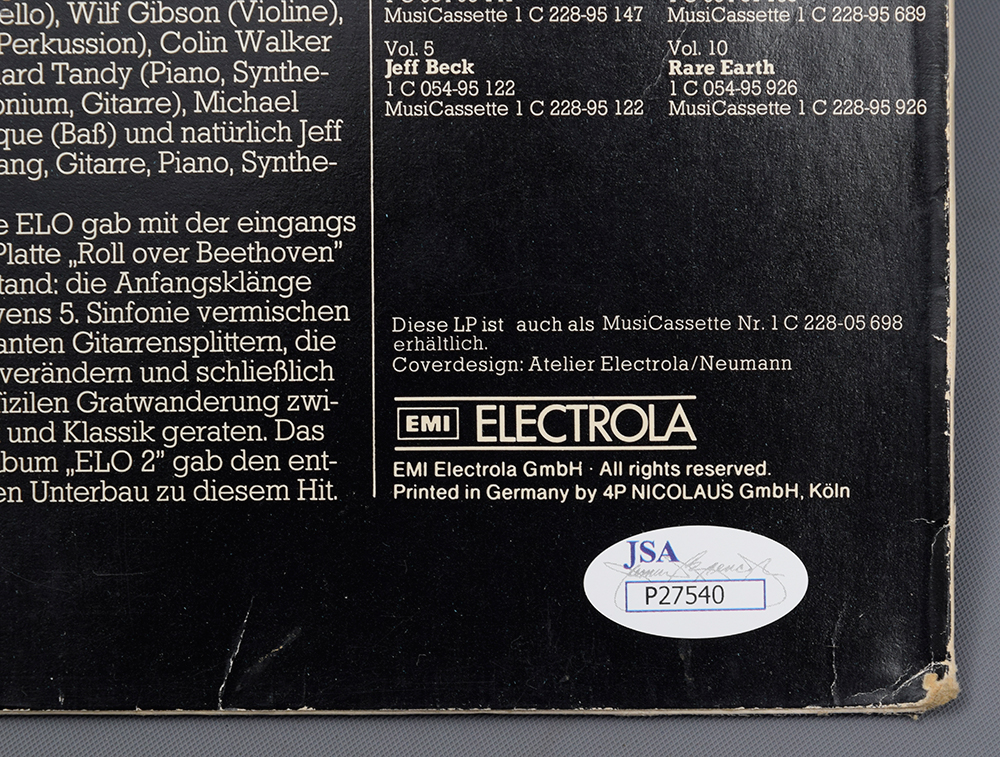 ello), Wilf Gibson (Violine),
Perkussion), Colin Walker
ard Tandy (Piano, Synthe-
onium, Gitarre), Michael
que (Baß) und natürlich Jeff
ang, Gitarre, Piano, Synthe-
e ELO gab mit der eingangs
Platte „Roll over Beethoven”
tand: die Anfangsklänge
vens 5. Sinfonie vermischen
anten Gitarrensplittern, die
verändern und schließlich
fizilen Gratwanderung zwi-
und Klassik geraten. Das
bum „ELO 2” gab den ent-
en Unterbau zu diesem Hit.
MusiCassette 1 C 228-95 147
Vol. 5
Jeff Beck
1 C 054-95 122
MusiCassette 1 C 228-95 122
MusiCassette 1 C 228-95 689
Vol. 10
Rare Earth
1 C 054-95 926
MusiCassette 1 C 228-95 926
Diese LP ist auch als MusiCassette Nr. 1 C 228-05 698
erhältlich.
Coverdesign: Atelier Electrola/Neumann
EMI ELECTROLA
EMI Electrola GmbH · All rights reserved.
Printed in Germany by 4P NICOLAUS GmbH, Köln
JSA
P27540